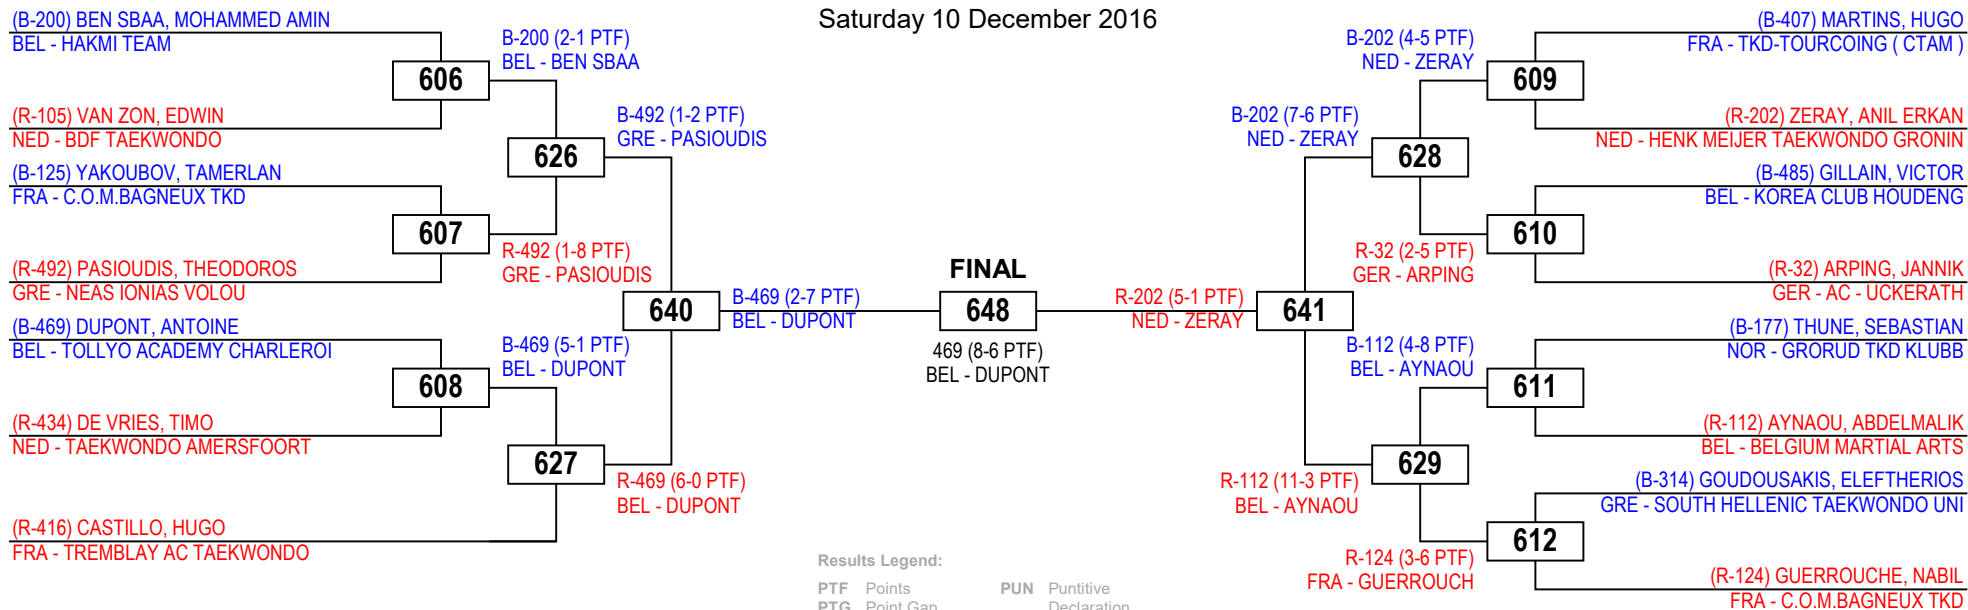 Saturday 10 December 2016
(B-200) BEN SBAA, MOHAMMED AMIN
BEL - HAKMI TEAM
606
(R-105) VAN ZON, EDWIN
NED - BDF TAEKWONDO
(B-125) YAKOUBOV, TAMERLAN
FRA - C.O.M.BAGNEUX TKD
607
(R-492) PASIOUDIS, THEODOROS
GRE - NEAS IONIAS VOLOU
(B-469) DUPONT, ANTOINE
BEL - TOLLYO ACADEMY CHARLEROI
608
(R-434) DE VRIES, TIMO
NED - TAEKWONDO AMERSFOORT
(R-416) CASTILLO, HUGO
FRA - TREMBLAY AC TAEKWONDO
B-200 (2-1 PTF)
BEL - BEN SBAA
626
R-492 (1-8 PTF)
GRE - PASIOUDIS
B-469 (5-1 PTF)
BEL - DUPONT
627
B-492 (1-2 PTF)
GRE - PASIOUDIS
640
R-469 (6-0 PTF)
BEL - DUPONT
B-469 (2-7 PTF)
BEL - DUPONT
FINAL
648
469 (8-6 PTF)
BEL - DUPONT
R-202 (5-1 PTF)
NED - ZERAY
641
B-202 (7-6 PTF)
NED - ZERAY
R-112 (11-3 PTF)
BEL - AYNAOU
B-202 (4-5 PTF)
NED - ZERAY
628
R-32 (2-5 PTF)
GER - ARPING
B-112 (4-8 PTF)
BEL - AYNAOU
629
R-124 (3-6 PTF)
FRA - GUERROUCH
(B-407) MARTINS, HUGO
FRA - TKD-TOURCOING ( CTAM )
609
(R-202) ZERAY, ANIL ERKAN
NED - HENK MEIJER TAEKWONDO GRONIN
(B-485) GILLAIN, VICTOR
BEL - KOREA CLUB HOUDENG
610
(R-32) ARPING, JANNIK
GER - AC - UCKERATH
(B-177) THUNE, SEBASTIAN
NOR - GRORUD TKD KLUBB
611
(R-112) AYNAOU, ABDELMALIK
BEL - BELGIUM MARTIAL ARTS
(B-314) GOUDOUSAKIS, ELEFTHERIOS
GRE - SOUTH HELLENIC TAEKWONDO UNI
612
(R-124) GUERROUCHE, NABIL
FRA - C.O.M.BAGNEUX TKD
Results Legend:
PTF Points PUN Puntitive
PTG Point Gap Declaration